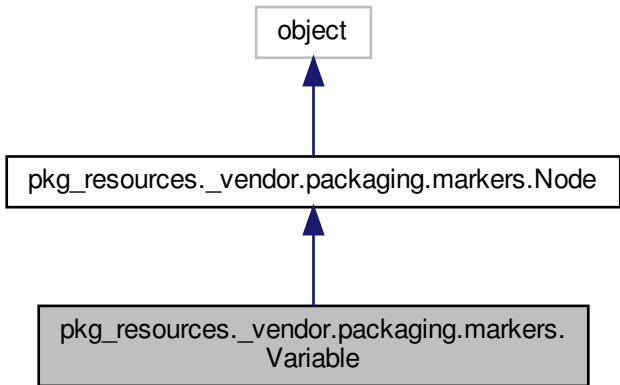 object
pkg_resources._vendor.packaging.markers.Node
pkg_resources._vendor.packaging.markers.
Variable